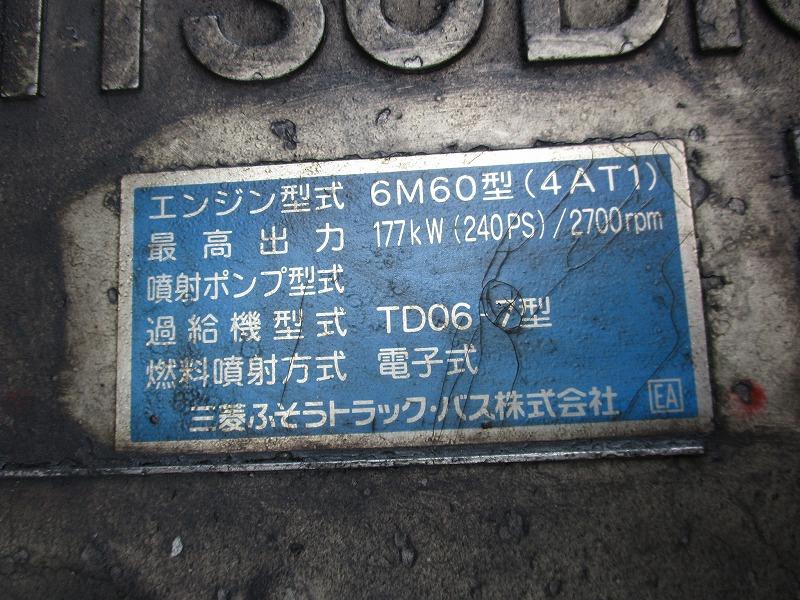 ITSUBI
エンジン型式 6M60型(4AT1)
最高出力 177kW(240PS)/2700rpm
噴射ポンプ型式
過給機型式 TD06-7型
燃料噴射方式 電子式
三菱ふそうトラック・バス株式会社 EA